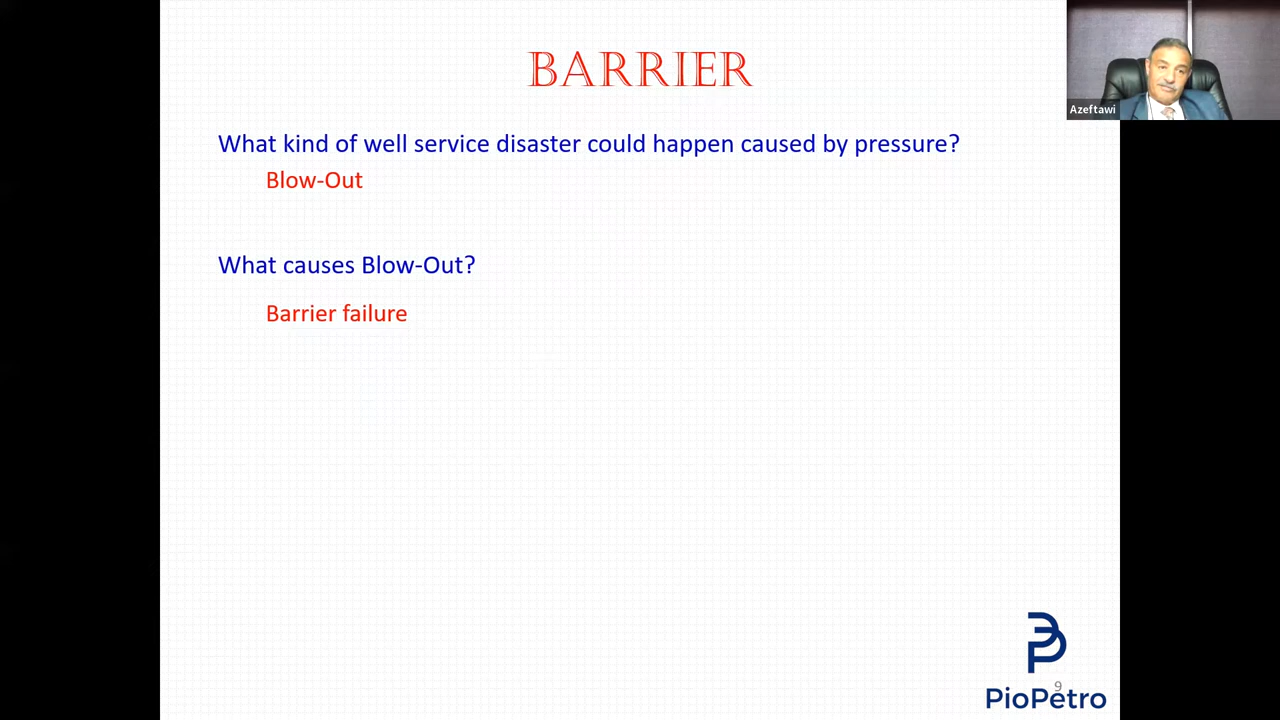 BARRIER
Azeftawi
What kind of well service disaster could happen caused by pressure?
Blow-Out
What causes Blow-Out?
Barrier failure
9
PioPetro